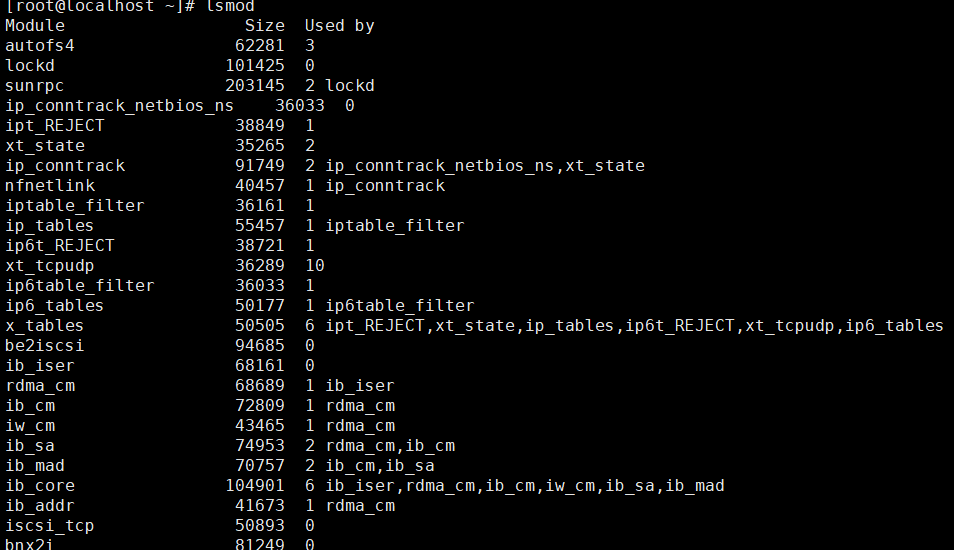 [root@localhost ~]# lsmod
Module                  Size  Used by
autofs4                62281  3
lockd                 101425  0
sunrpc                203145  2 lockd
ip_conntrack_netbios_ns    36033  0
ipt_REJECT             38849  1
xt_state               35265  2
ip_conntrack           91749  2 ip_conntrack_netbios_ns,xt_state
nfnetlink              40457  1 ip_conntrack
iptable_filter         36161  1
ip_tables              55457  1 iptable_filter
ip6t_REJECT            38721  1
xt_tcpudp              36289  10
ip6table_filter        36033  1
ip6_tables             50177  1 ip6table_filter
x_tables               50505  6 ipt_REJECT,xt_state,ip_tables,ip6t_REJECT,xt_tcpudp,ip6_tables
be2iscsi               94685  0
ib_iser                68161  0
rdma_cm                68689  1 ib_iser
ib_cm                  72809  1 rdma_cm
iw_cm                  43465  1 rdma_cm
ib_sa                  74953  2 rdma_cm,ib_cm
ib_mad                 70757  2 ib_cm,ib_sa
ib_core               104901  6 ib_iser,rdma_cm,ib_cm,iw_cm,ib_sa,ib_mad
ib_addr                41673  1 rdma_cm
iscsi_tcp              50893  0
bnx2i                  81249  0